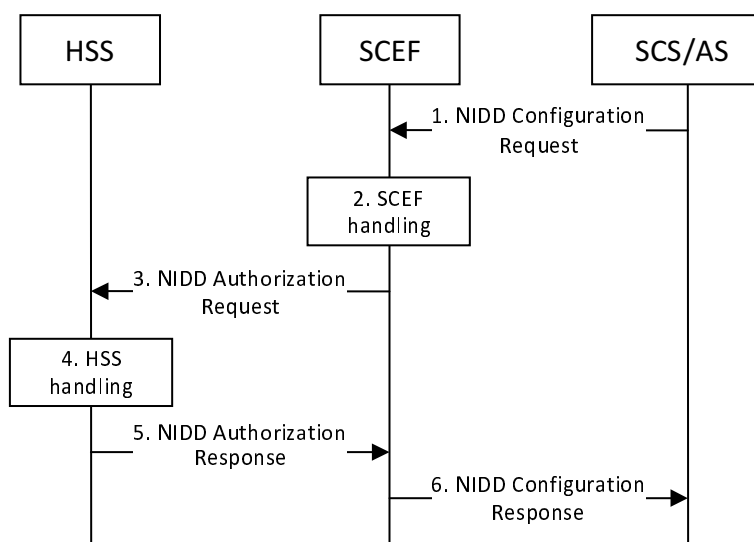 HSS
SCEF
SCS/AS
1. NIDD Configuration
Request
2. SCEF
handling
3. NIDD Authorization
Request
4. HSS
handling
5. NIDD Authorization
Response
6. NIDD Configuration
Response